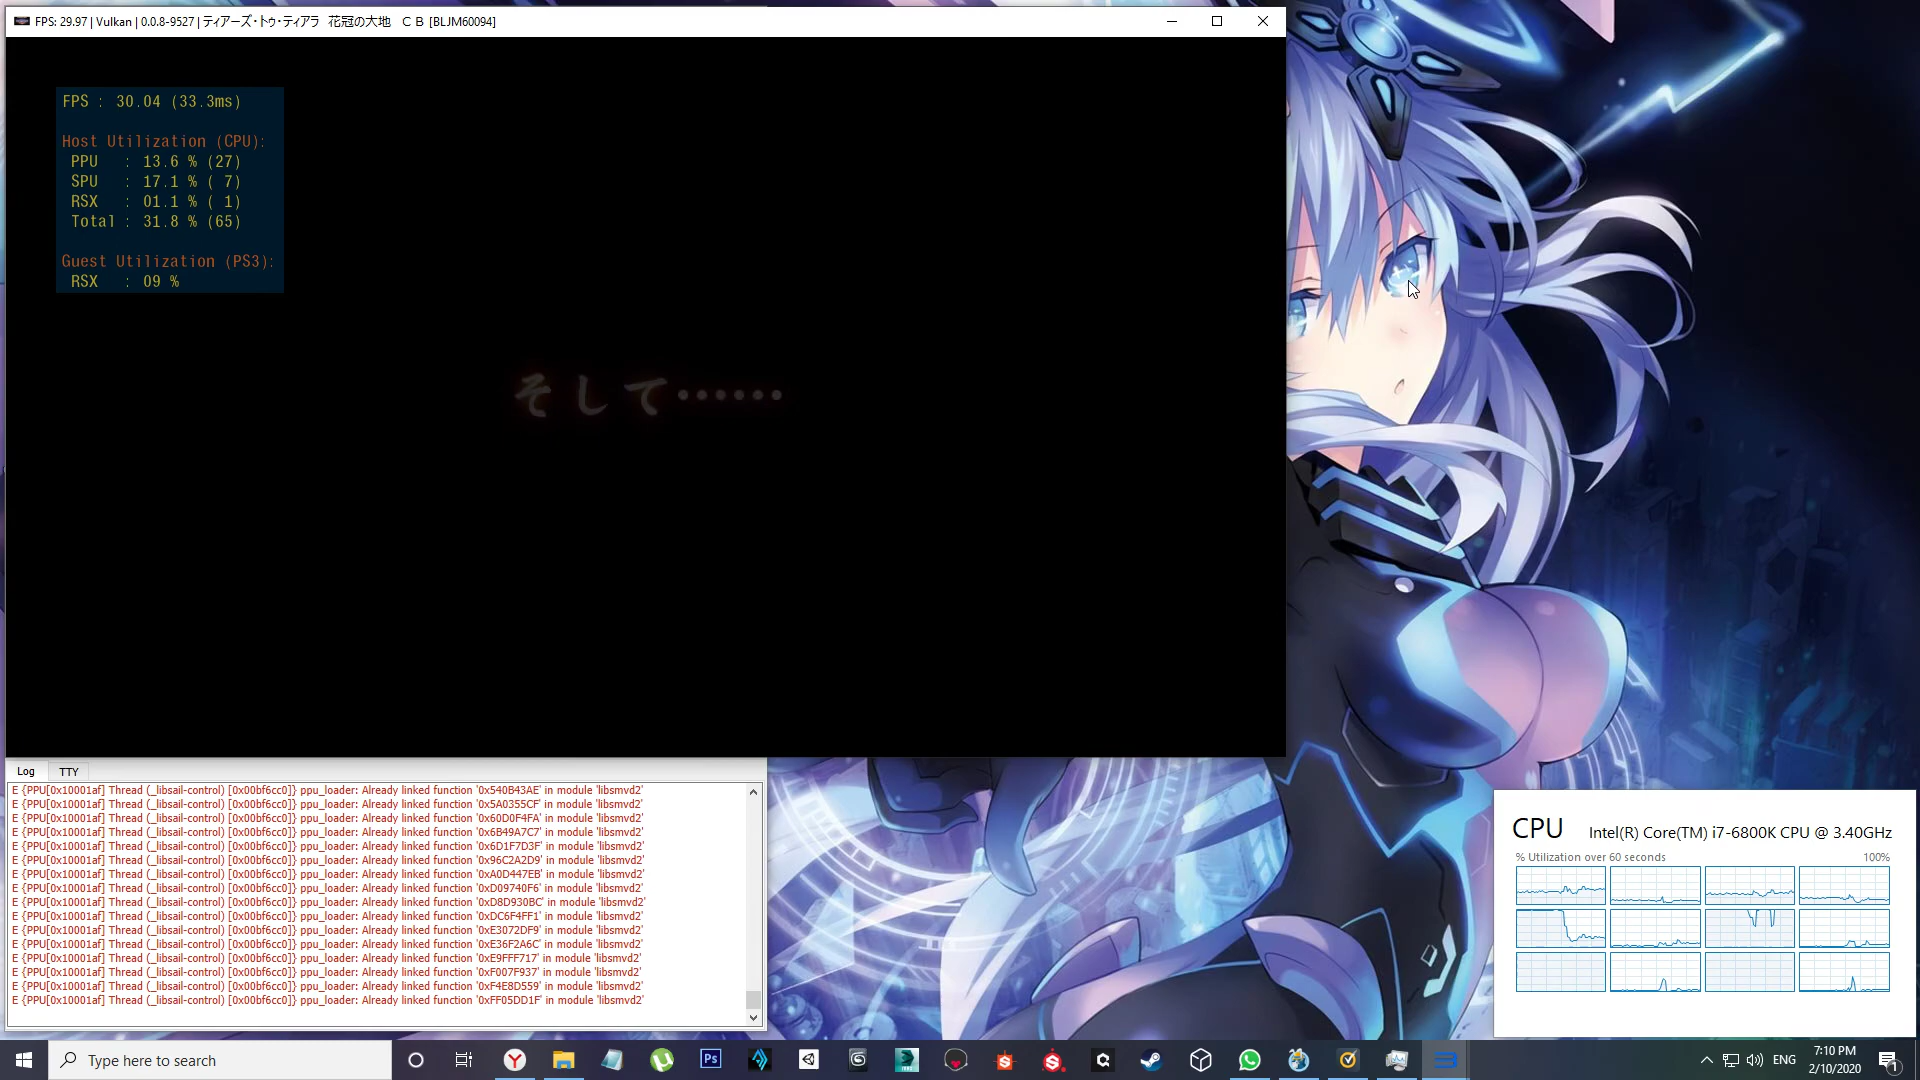 FPS: 29.97 | Vulkan | 0.0.8-9527 | ティアーズ・トゥ・ティアラ 花冠の大地 ＣＢ [BLJM60094]
FPS : 30.04 (33.3ms)
Host Utilization (CPU):
PPU : 13.6 % (27)
SPU : 17.1 % ( 7)
RSX : 01.1 % ( 1)
Total : 31.8 % (65)
Guest Utilization (PS3):
RSX : 09 %
そして……
Log TTY
E {PPU[0x10001af] Thread (_libsail-control) [0x00bf6cc0]} ppu_loader: Already linked function '0x540B43AE' in module 'libsmvd2'
E {PPU[0x10001af] Thread (_libsail-control) [0x00bf6cc0]} ppu_loader: Already linked function '0x5A0355CF' in module 'libsmvd2'
E {PPU[0x10001af] Thread (_libsail-control) [0x00bf6cc0]} ppu_loader: Already linked function '0x60D0F4FA' in module 'libsmvd2'
E {PPU[0x10001af] Thread (_libsail-control) [0x00bf6cc0]} ppu_loader: Already linked function '0x6B49A7C7' in module 'libsmvd2'
E {PPU[0x10001af] Thread (_libsail-control) [0x00bf6cc0]} ppu_loader: Already linked function '0x6D1F7D3F' in module 'libsmvd2'
E {PPU[0x10001af] Thread (_libsail-control) [0x00bf6cc0]} ppu_loader: Already linked function '0x96C2A2D9' in module 'libsmvd2'
E {PPU[0x10001af] Thread (_libsail-control) [0x00bf6cc0]} ppu_loader: Already linked function '0xA0D447EB' in module 'libsmvd2'
E {PPU[0x10001af] Thread (_libsail-control) [0x00bf6cc0]} ppu_loader: Already linked function '0xD09740F6' in module 'libsmvd2'
E {PPU[0x10001af] Thread (_libsail-control) [0x00bf6cc0]} ppu_loader: Already linked function '0xD8D930BC' in module 'libsmvd2'
E {PPU[0x10001af] Thread (_libsail-control) [0x00bf6cc0]} ppu_loader: Already linked function '0xDC6F4FF1' in module 'libsmvd2'
E {PPU[0x10001af] Thread (_libsail-control) [0x00bf6cc0]} ppu_loader: Already linked function '0xE3072DF9' in module 'libsmvd2'
E {PPU[0x10001af] Thread (_libsail-control) [0x00bf6cc0]} ppu_loader: Already linked function '0xE36F2A6C' in module 'libsmvd2'
E {PPU[0x10001af] Thread (_libsail-control) [0x00bf6cc0]} ppu_loader: Already linked function '0xE9FFF717' in module 'libsmvd2'
E {PPU[0x10001af] Thread (_libsail-control) [0x00bf6cc0]} ppu_loader: Already linked function '0xF007F937' in module 'libsmvd2'
E {PPU[0x10001af] Thread (_libsail-control) [0x00bf6cc0]} ppu_loader: Already linked function '0xF4E8D559' in module 'libsmvd2'
E {PPU[0x10001af] Thread (_libsail-control) [0x00bf6cc0]} ppu_loader: Already linked function '0xFF05DD1F' in module 'libsmvd2'
CPU Intel(R) Core(TM) i7-6800K CPU @ 3.40GHz
% Utilization over 60 seconds 100%
Type here to search
Ps
ENG
7:10 PM
2/10/2020
1